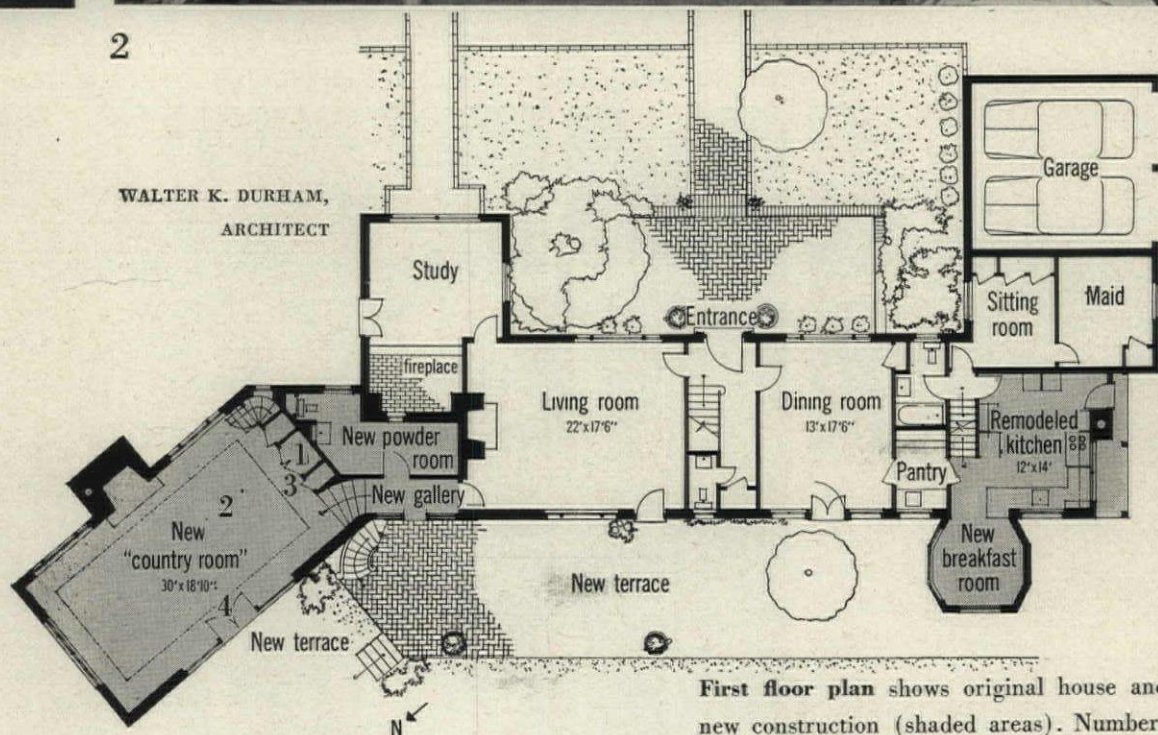 2
WALTER K. DURHAM,
ARCHITECT
Study
fireplace
Entrance
Garage
Sitting
room
Maid
Living room
22'x17'6"
Dining room
13'x17'6"
Pantry
Remodeled
kitchen
12'x14'
New powder
room
New gallery
1
2
3
New
"country room"
30'x18'10"
4
New terrace
New terrace
New
breakfast
room
N
First floor plan shows original house and
new construction (shaded areas). Number